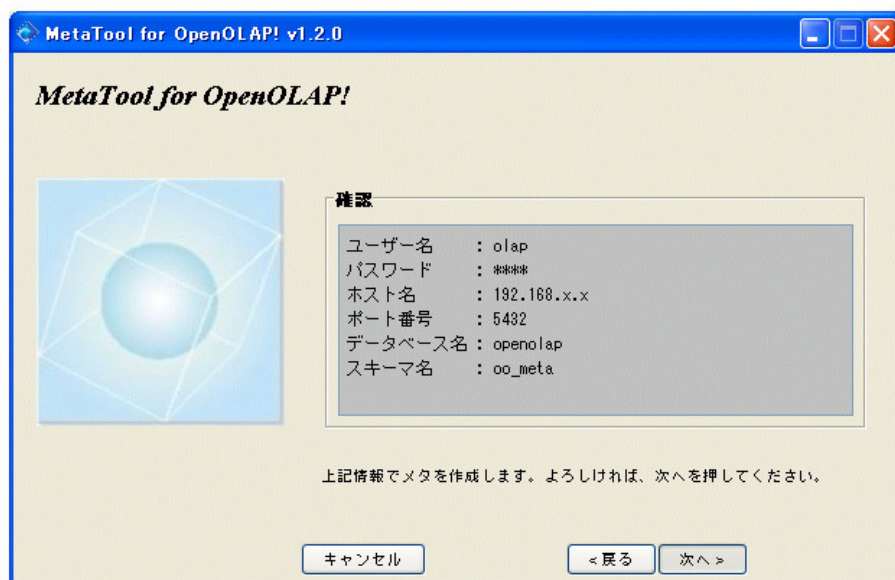 MetaTool for OpenOLAP! v1.2.0
MetaTool for OpenOLAP!
確認
ユーザー名 : olap
パスワード : ****
ホスト名 : 192.168.x.x
ポート番号 : 5432
データベース名 : openolap
スキーマ名 : oo_meta
上記情報でメタを作成します。よろしければ、次へを押してください。
キャンセル <戻る 次へ>